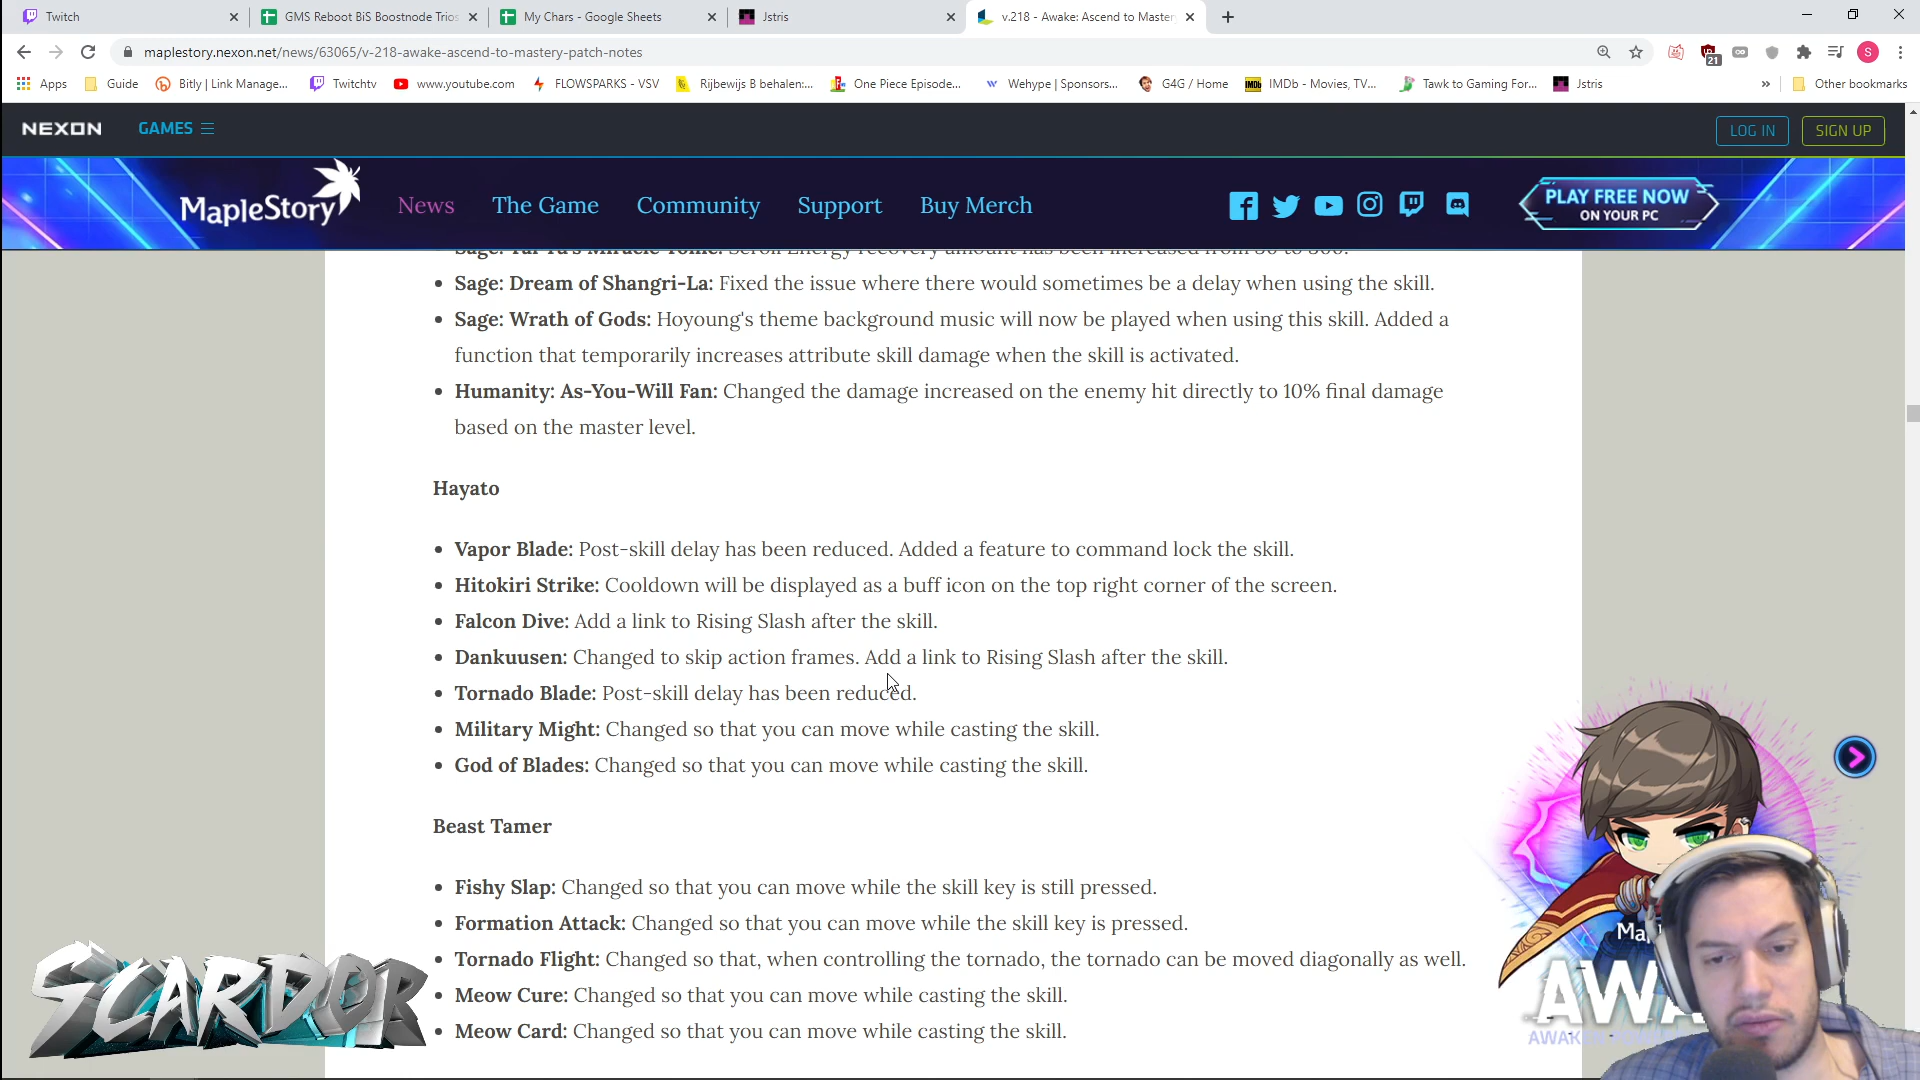 Twitch
GMS Reboot BiS Boostnode Trios
My Chars - Google Sheets
Jstris
v.218 - Awake: Ascend to Master
maplestory.nexon.net/news/63065/v-218-awake-ascend-to-mastery-patch-notes
21
S
Apps
Guide
Bitly | Link Manage...
Twitchtv
www.youtube.com
FLOWSPARKS - VSV
Rijbewijs B behalen:...
One Piece Episode...
Wehype | Sponsors...
G4G / Home
IMDb - Movies, TV...
Tawk to Gaming For...
Jstris
»
Other bookmarks
NEXON
GAMES
LOG IN
SIGN UP
MapleStory
News
The Game
Community
Support
Buy Merch
PLAY FREE NOW
ON YOUR PC
• Sage: Dream of Shangri-La: Fixed the issue where there would sometimes be a delay when using the skill.
• Sage: Wrath of Gods: Hoyoung's theme background music will now be played when using this skill. Added a
function that temporarily increases attribute skill damage when the skill is activated.
• Humanity: As-You-Will Fan: Changed the damage increased on the enemy hit directly to 10% final damage
based on the master level.
Hayato
• Vapor Blade: Post-skill delay has been reduced. Added a feature to command lock the skill.
• Hitokiri Strike: Cooldown will be displayed as a buff icon on the top right corner of the screen.
• Falcon Dive: Add a link to Rising Slash after the skill.
• Dankuusen: Changed to skip action frames. Add a link to Rising Slash after the skill.
• Tornado Blade: Post-skill delay has been reduced.
• Military Might: Changed so that you can move while casting the skill.
• God of Blades: Changed so that you can move while casting the skill.
Beast Tamer
• Fishy Slap: Changed so that you can move while the skill key is still pressed.
• Formation Attack: Changed so that you can move while the skill key is pressed.
• Tornado Flight: Changed so that, when controlling the tornado, the tornado can be moved diagonally as well.
• Meow Cure: Changed so that you can move while casting the skill.
• Meow Card: Changed so that you can move while casting the skill.
SCARDOR